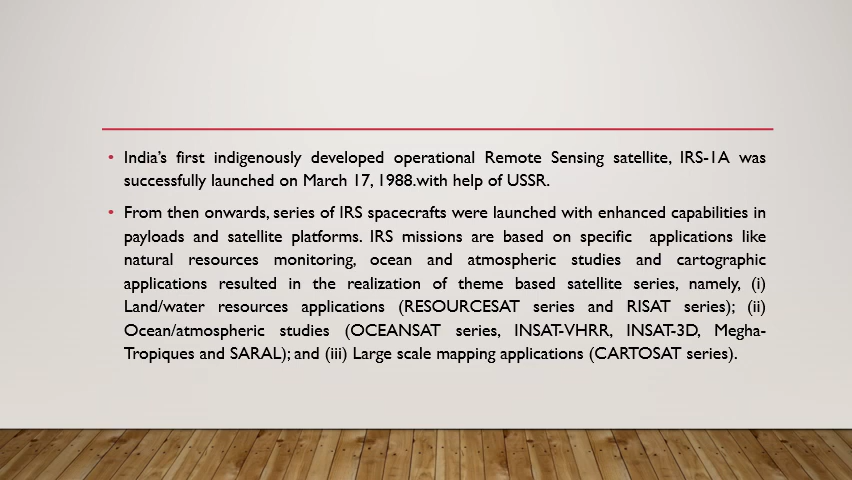 • India's first indigenously developed operational Remote Sensing satellite, IRS-1A was
successfully launched on March 17, 1988.with help of USSR.
• From then onwards, series of IRS spacecrafts were launched with enhanced capabilities in
payloads and satellite platforms. IRS missions are based on specific applications like
natural resources monitoring, ocean and atmospheric studies and cartographic
applications resulted in the realization of theme based satellite series, namely, (i)
Land/water resources applications (RESOURCESAT series and RISAT series); (ii)
Ocean/atmospheric studies (OCEANSAT series, INSAT-VHRR, INSAT-3D, Megha-
Tropiques and SARAL); and (iii) Large scale mapping applications (CARTOSAT series).